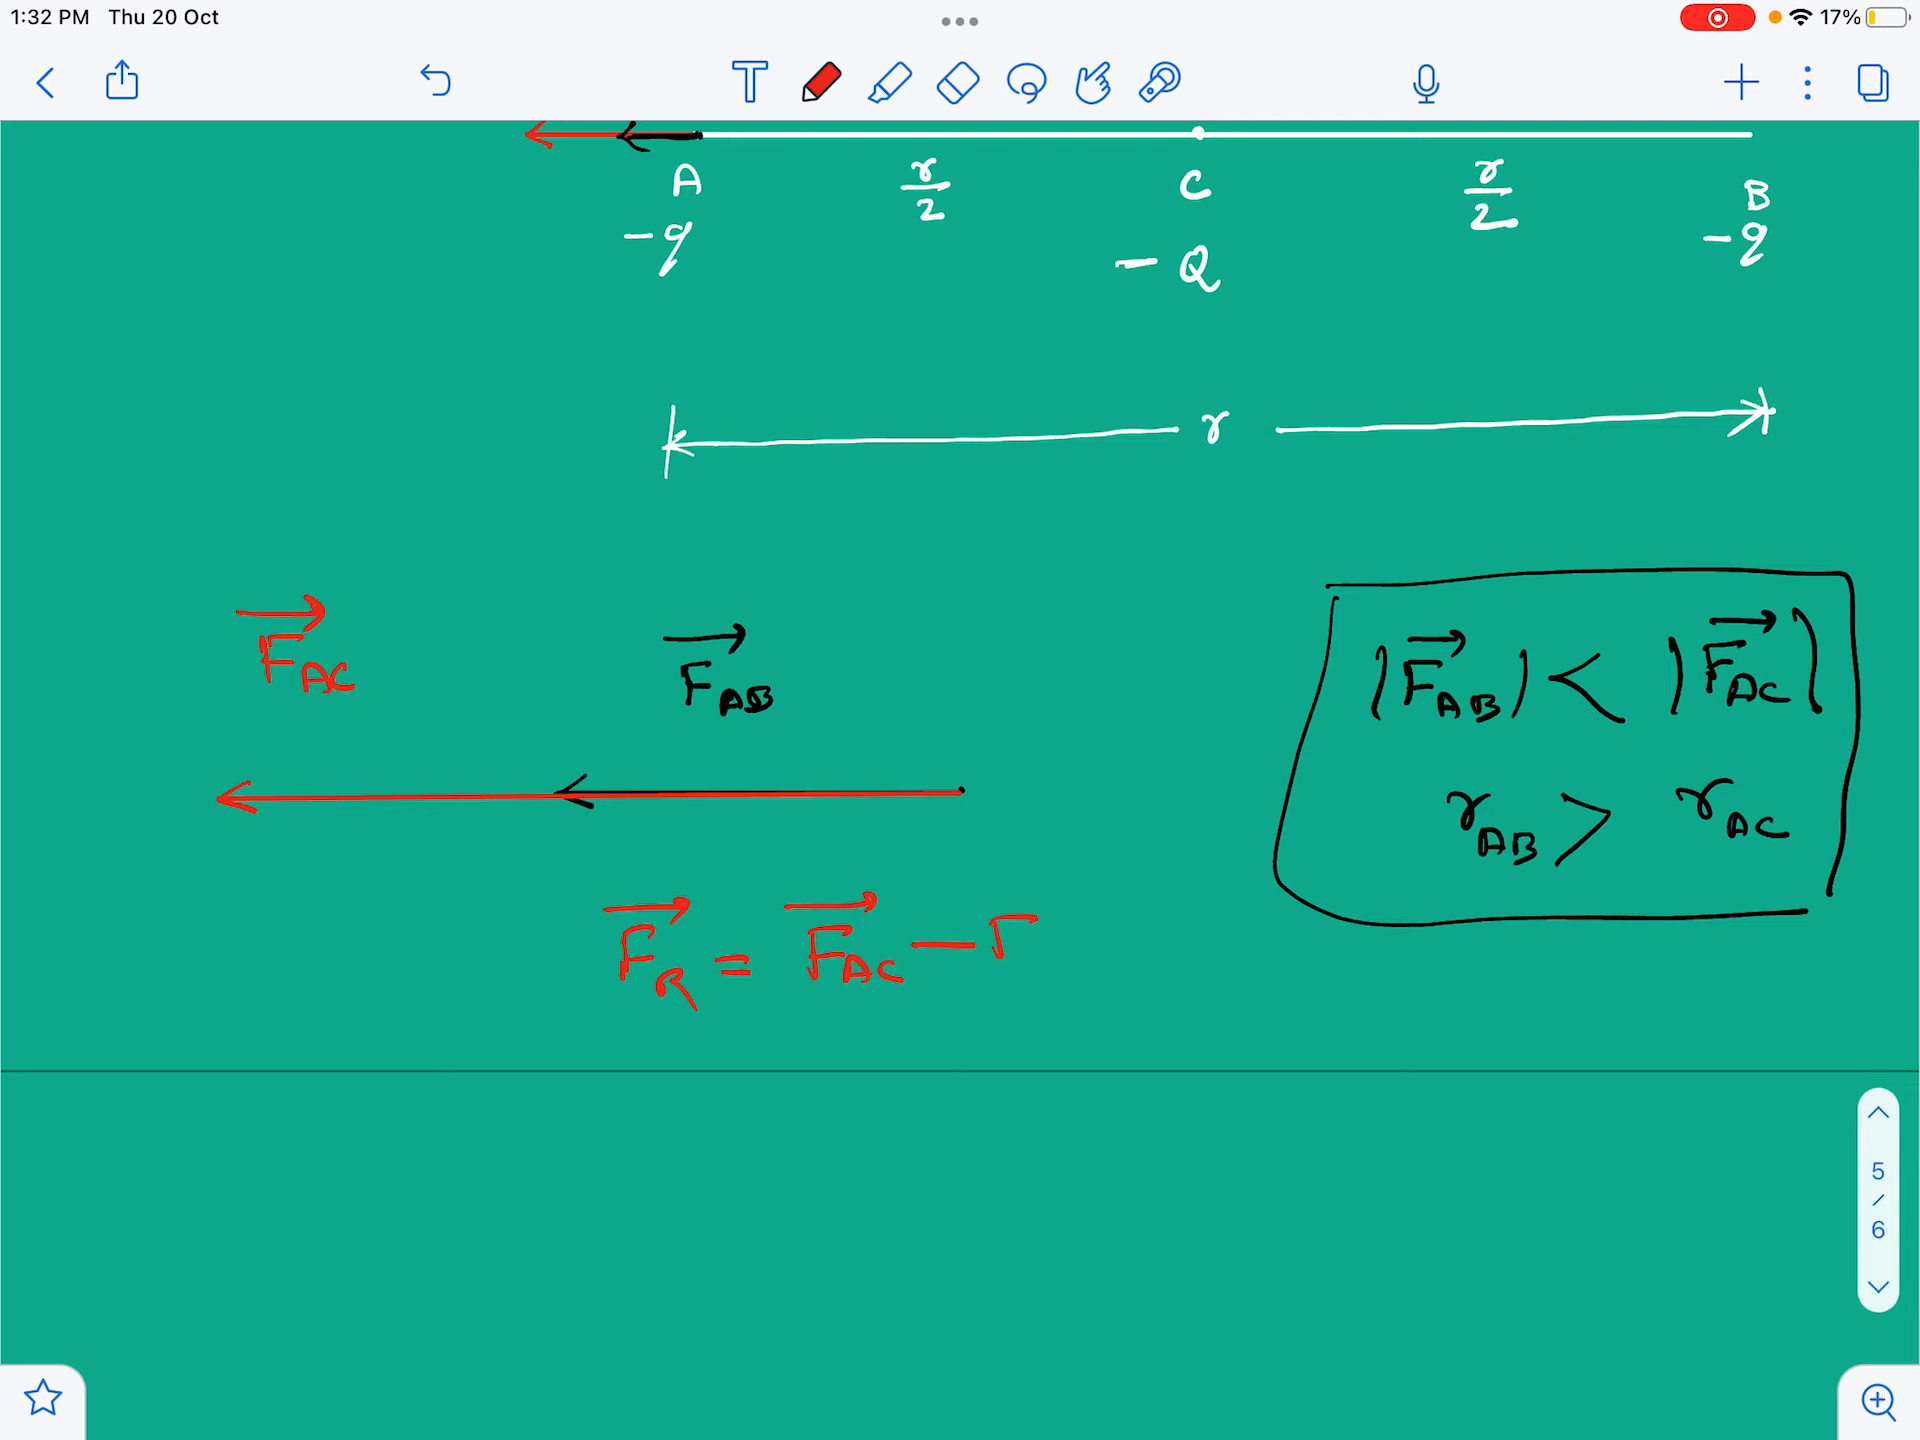 1:32 PM Thu 20 Oct
17%
A r/2 C r/2 B
-q -Q -q
r
F⃗AC F⃗AB |F⃗AB| < |F⃗AC|
rAB > rAC
F⃗R = F⃗AC - Γ
5
/
6